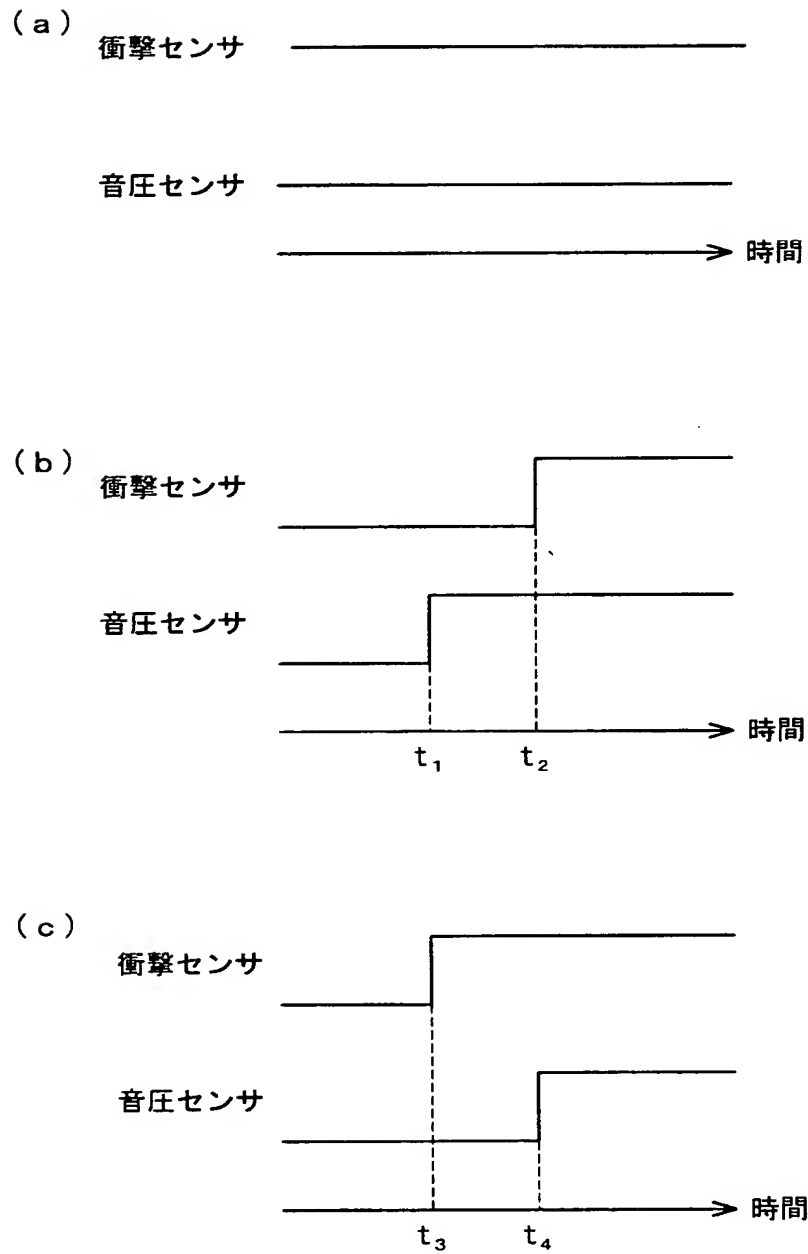 (a)
衝撃センサ
音圧センサ
時間
(b)
衝撃センサ
音圧センサ
時間
t₁ t₂
(c)
衝撃センサ
音圧センサ
時間
t₃ t₄